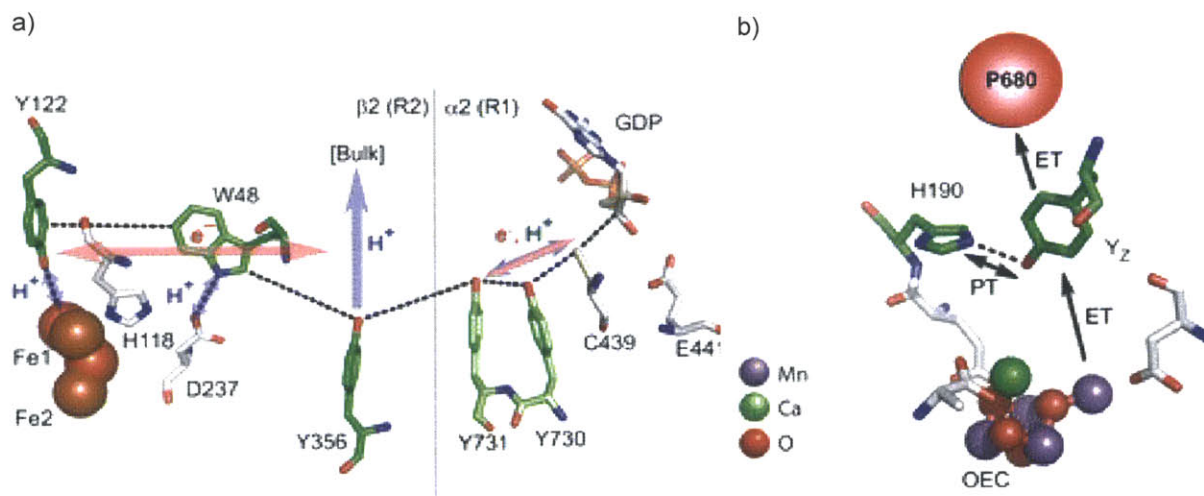 a)
b)
Y122
β2 (R2)
α2 (R1)
GDP
[Bulk]
W48
e⁻
H⁺
H⁺
H⁺
e⁻, H⁺
H118
Fe1
D237
Fe2
Y356
Y731
Y730
C439
E441
Mn
Ca
O
P680
ET
H190
Y_Z
PT
ET
OEC